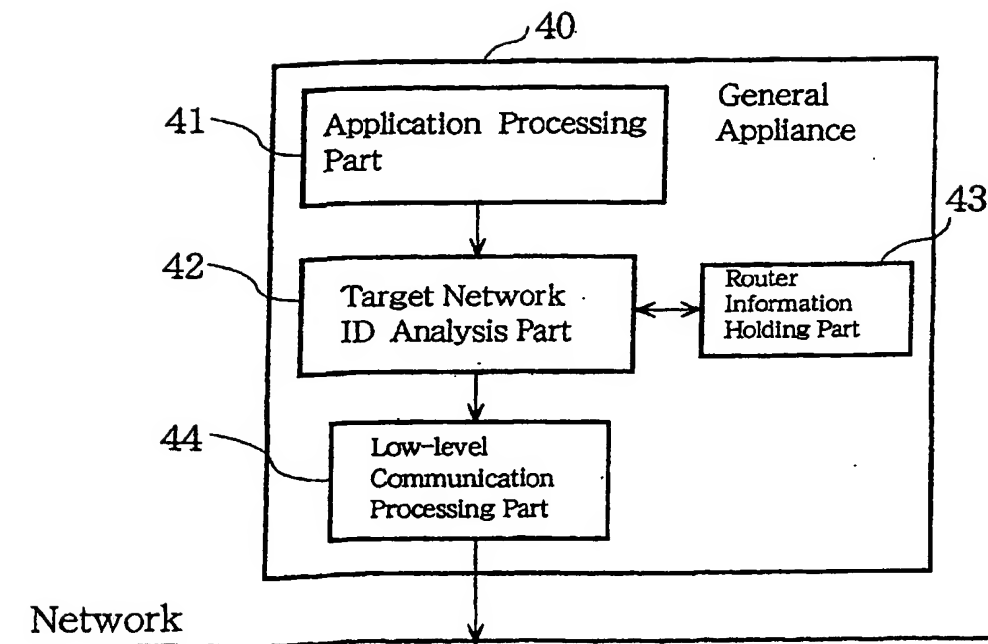 40
General
Appliance
41
Application Processing
Part
43
42
Target Network
ID Analysis Part
Router
Information
Holding Part
44
Low-level
Communication
Processing Part
Network